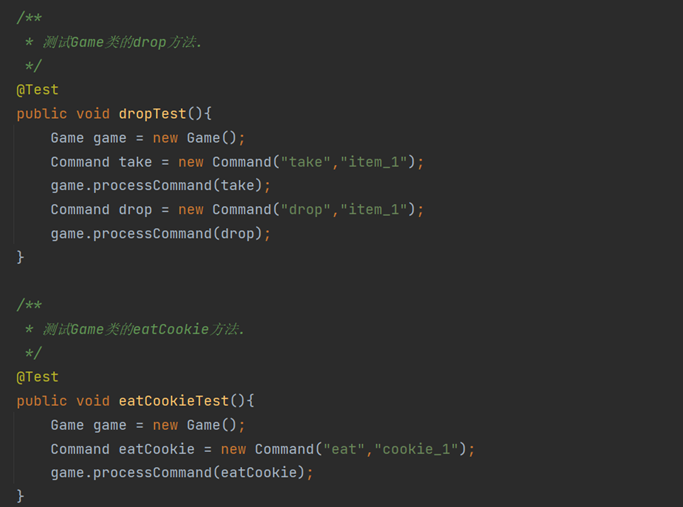 /**
 * 测试Game类的drop方法.
 */
@Test
public void dropTest(){
    Game game = new Game();
    Command take = new Command("take","item_1");
    game.processCommand(take);
    Command drop = new Command("drop","item_1");
    game.processCommand(drop);
}
/**
 * 测试Game类的eatCookie方法.
 */
@Test
public void eatCookieTest(){
    Game game = new Game();
    Command eatCookie = new Command("eat","cookie_1");
    game.processCommand(eatCookie);
}